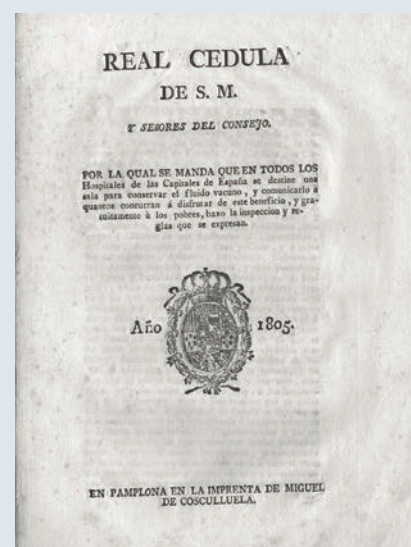 REAL CEDULA
DE S. M.
Y SEÑORES DEL CONSEJO.
POR LA QUAL SE MANDA QUE EN TODOS LOS
Hospitales de las Capitales de España se destine una
sala para conservar el fluido vacuno, y comunicarlo á
quantos concurran á disfrutar de este beneficio, y gra-
tuitamente à los pobres, baxo la inspeccion y re-
glas que se expresan.
Año 1805.
EN PAMPLONA EN LA IMPRENTA DE MIGUEL
DE COSCULLUELA.